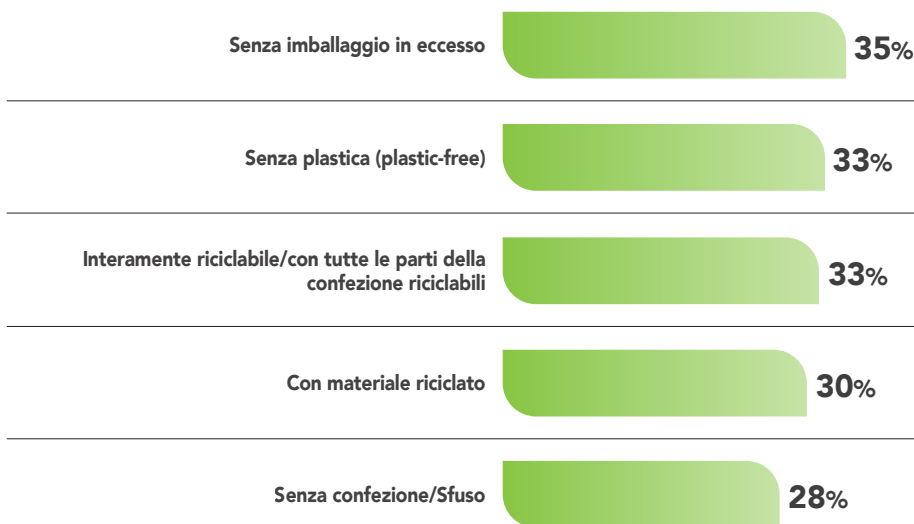 Senza imballaggio in eccesso
35%
Senza plastica (plastic-free)
33%
Interamente riciclabile/con tutte le parti della
confezione riciclabili
33%
Con materiale riciclato
30%
Senza confezione/Sfuso
28%